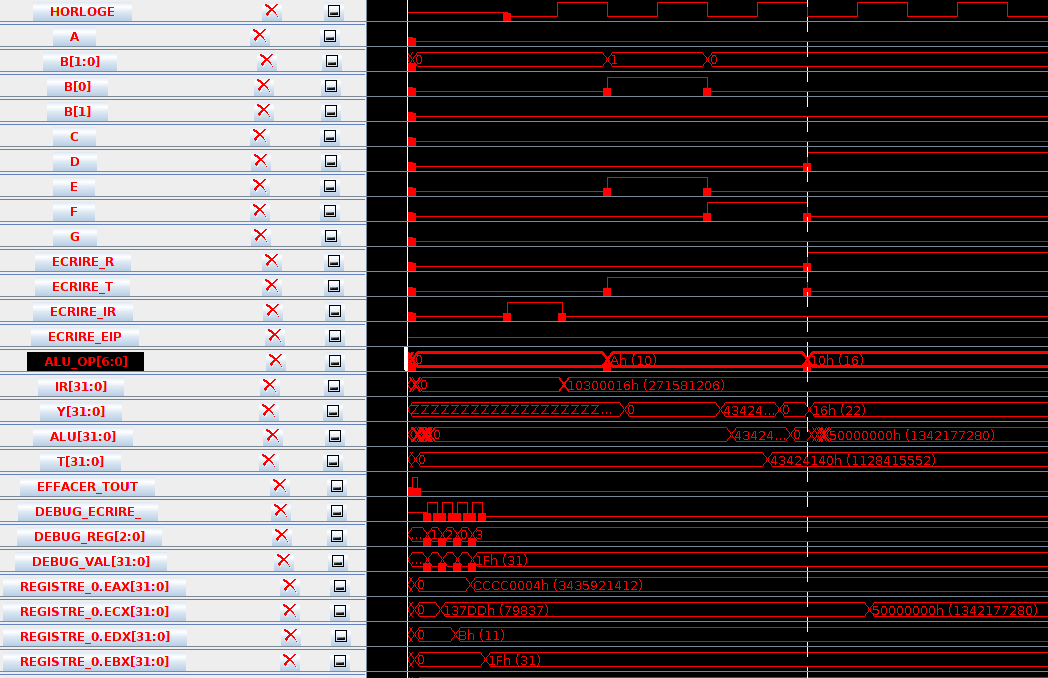 HORLOGE
A
B[1:0] 0 1 0
B[0]
B[1]
C
D
E
F
G
ECRIRE_R
ECRIRE_T
ECRIRE_IR
ECRIRE_EIP
ALU_OP[6:0] 0 Ah (10) 10h (16)
IR[31:0] 0 10300016h (271581206)
Y[31:0] ZZZZZZZZZZZZZZZZZZ... 0 43424... 0 16h (22)
ALU[31:0] 0 43424... 0 50000000h (1342177280)
T[31:0] 0 43424140h (1128415552)
EFFACER_TOUT
DEBUG_ECRIRE_
DEBUG_REG[2:0] ... 1 2 0 3
DEBUG_VAL[31:0] ... 1Fh (31)
REGISTRE_0.EAX[31:0] 0 CCCC0004h (3435921412)
REGISTRE_0.ECX[31:0] 0 137DDh (79837) 50000000h (1342177280)
REGISTRE_0.EDX[31:0] 0 Bh (11)
REGISTRE_0.EBX[31:0] 0 1Fh (31)